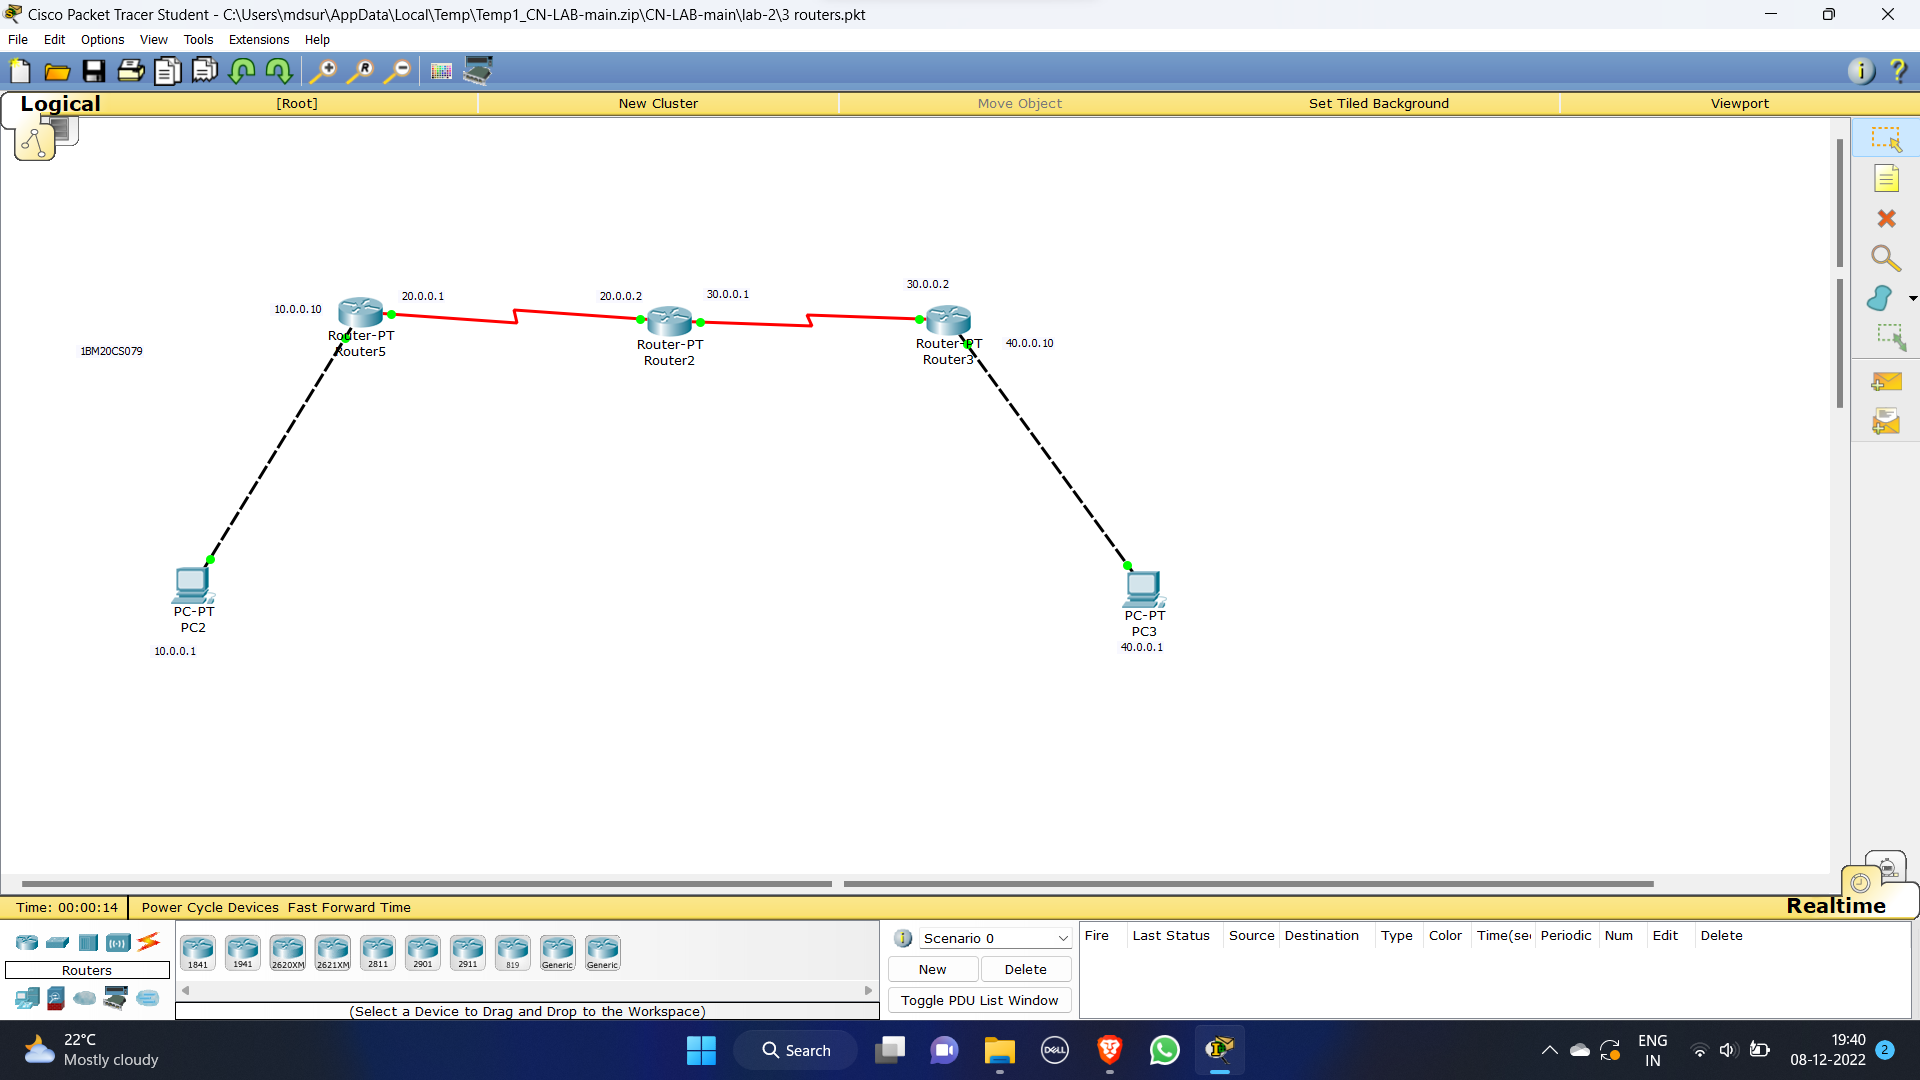 Cisco Packet Tracer Student - C:\Users\mdsur\AppData\Local\Temp\Temp1_CN-LAB-main.zip\CN-LAB-main\lab-2\3 routers.pkt
File Edit Options View Tools Extensions Help
Logical [Root] New Cluster Move Object Set Tiled Background Viewport
30.0.0.2
20.0.0.1 20.0.0.2 30.0.0.1
10.0.0.10
Router-PT
Router5
Router-PT
Router2
Router-PT
Router3
40.0.0.10
1BM20CS079
PC-PT
PC2
10.0.0.1
PC-PT
PC3
40.0.0.1
Time: 00:00:14 Power Cycle Devices Fast Forward Time Realtime
Routers
1841 1941 2620XM 2621XM 2811 2901 2911 819 Generic Generic
(Select a Device to Drag and Drop to the Workspace)
Scenario 0
New Delete
Toggle PDU List Window
Fire Last Status Source Destination Type Color Time(se Periodic Num Edit Delete
22°C
Mostly cloudy
Search
DELL
ENG
IN
19:40
08-12-2022
2